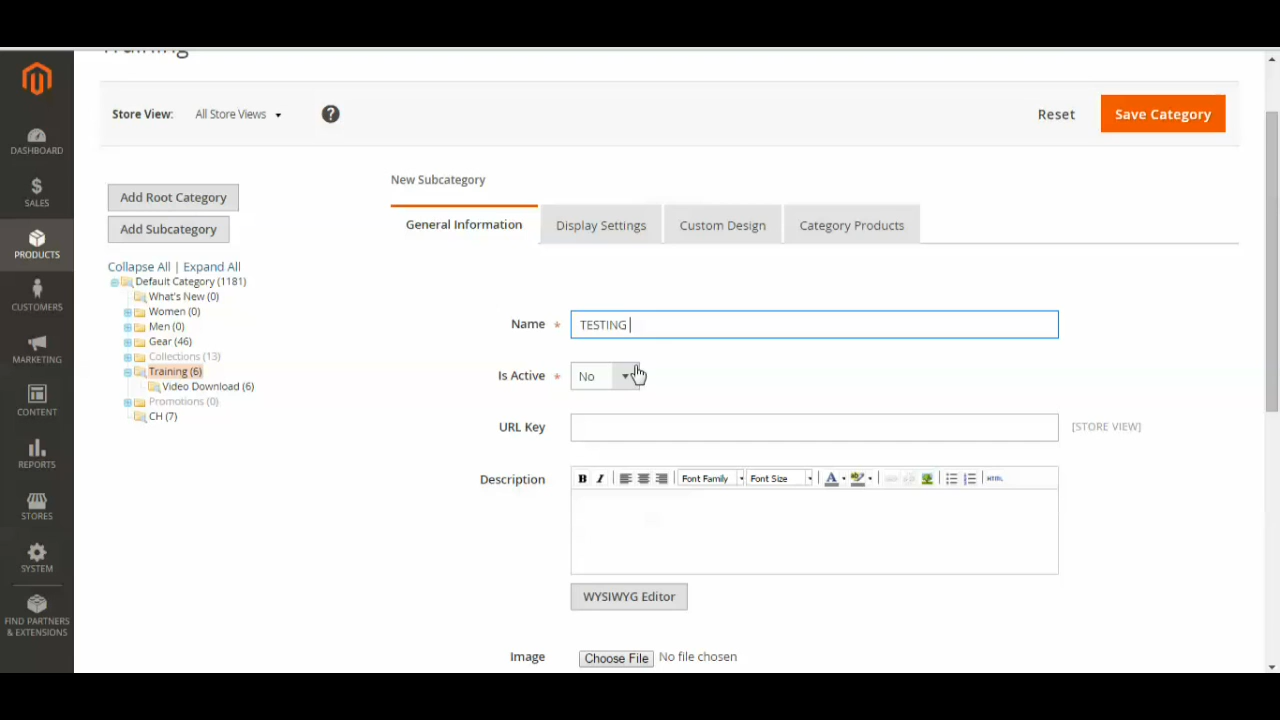 Training
Store View: All Store Views ?
Reset
Save Category
DASHBOARD
$
SALES
PRODUCTS
CUSTOMERS
MARKETING
CONTENT
REPORTS
STORES
SYSTEM
FIND PARTNERS
& EXTENSIONS
Add Root Category
Add Subcategory
Collapse All | Expand All
Default Category (1181)
What's New (0)
Women (0)
Men (0)
Gear (46)
Collections (13)
Training (6)
Video Download (6)
Promotions (0)
CH (7)
New Subcategory
General Information
Display Settings
Custom Design
Category Products
Name * TESTING
Is Active * No
URL Key [STORE VIEW]
Description
B I Font Family Font Size A HTML
WYSIWYG Editor
Image Choose File No file chosen